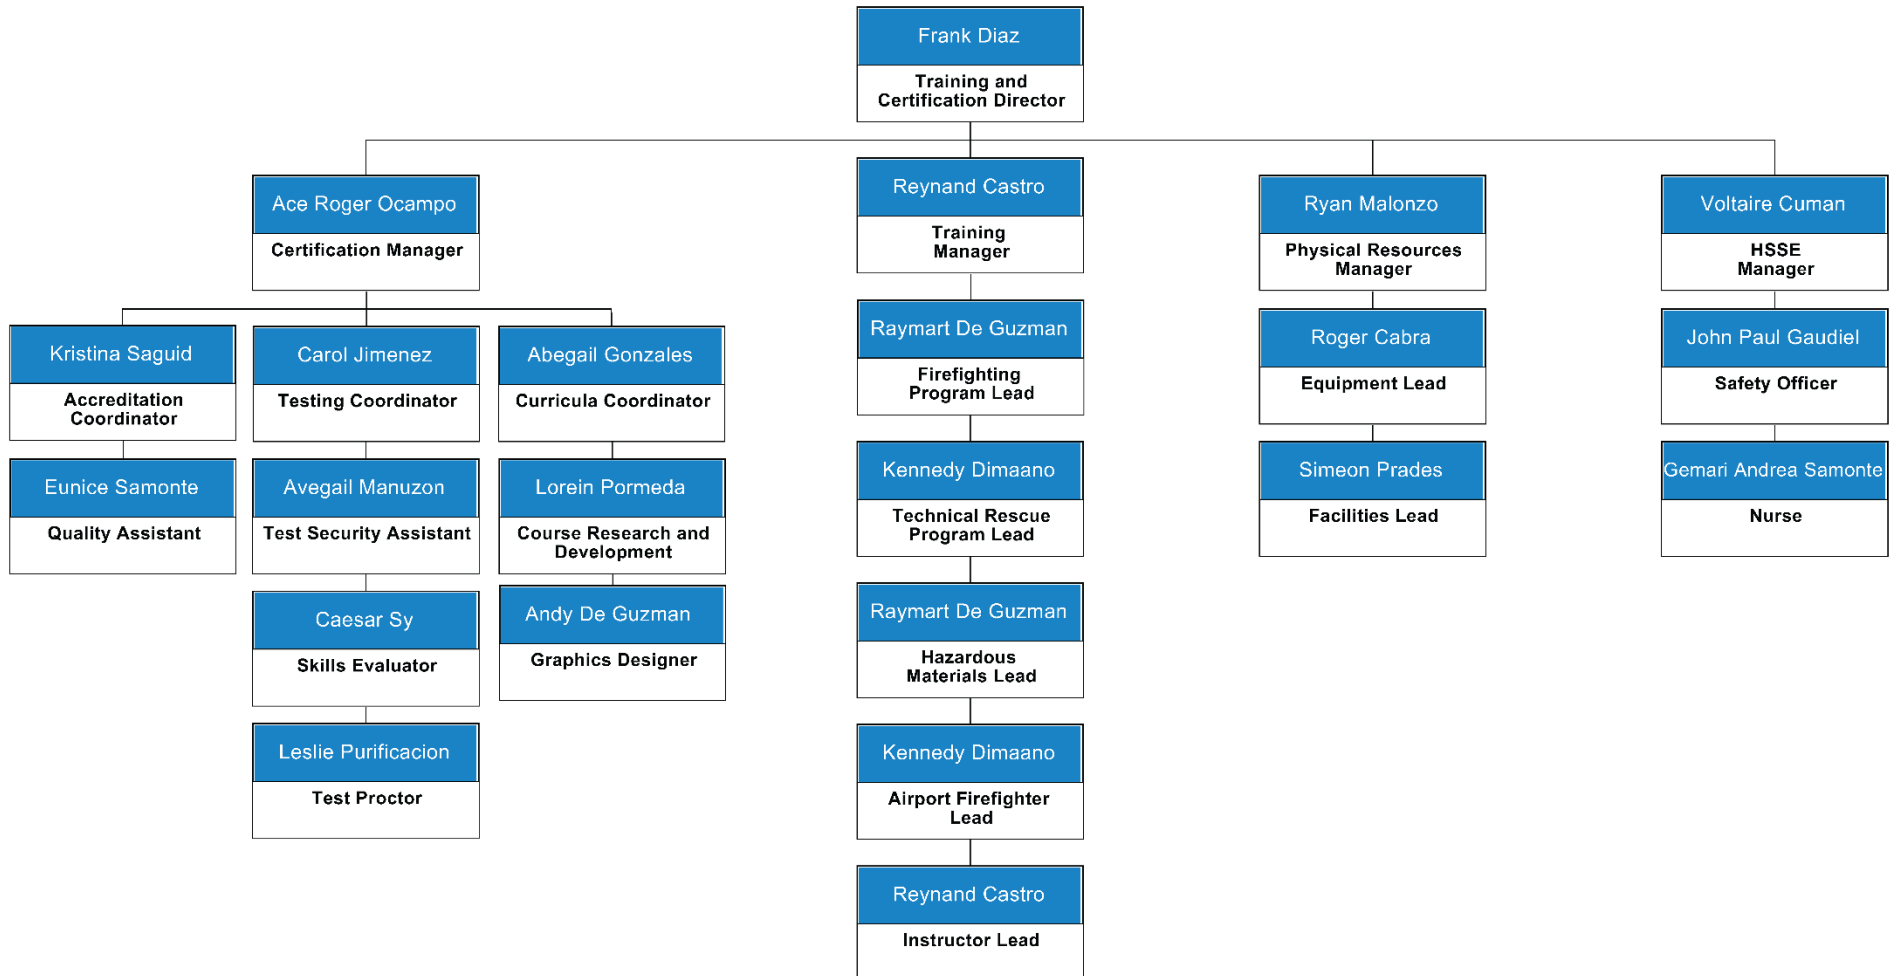 Frank Diaz
Training and
Certification Director
Ace Roger Ocampo
Certification Manager
Reynand Castro
Training
Manager
Ryan Malonzo
Physical Resources
Manager
Voltaire Cuman
HSSE
Manager
Kristina Saguid
Accreditation
Coordinator
Carol Jimenez
Testing Coordinator
Abegail Gonzales
Curricula Coordinator
Raymart De Guzman
Firefighting
Program Lead
Roger Cabra
Equipment Lead
John Paul Gaudiel
Safety Officer
Eunice Samonte
Quality Assistant
Avegail Manuzon
Test Security Assistant
Lorein Pormeda
Course Research and
Development
Kennedy Dimaano
Technical Rescue
Program Lead
Simeon Prades
Facilities Lead
Gemari Andrea Samonte
Nurse
Caesar Sy
Skills Evaluator
Andy De Guzman
Graphics Designer
Raymart De Guzman
Hazardous
Materials Lead
Leslie Purificacion
Test Proctor
Kennedy Dimaano
Airport Firefighter
Lead
Reynand Castro
Instructor Lead